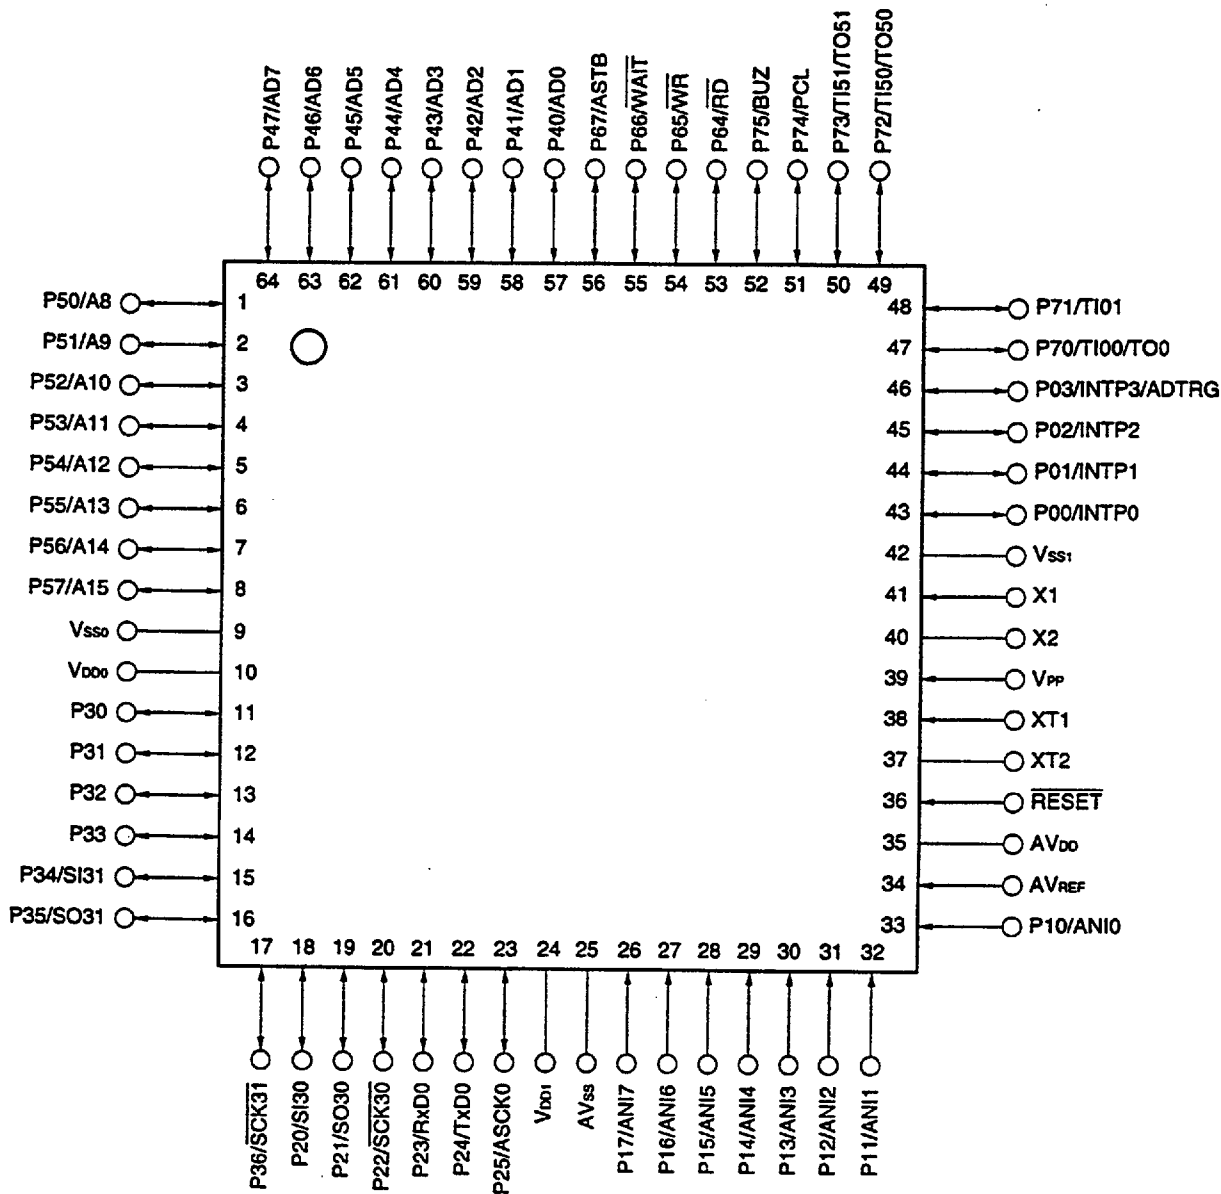 P47/AD7
P46/AD6
P45/AD5
P44/AD4
P43/AD3
P42/AD2
P41/AD1
P40/AD0
P67/ASTB
P66/W̅A̅I̅T̅
P65/W̅R̅
P64/R̅D̅
P75/BUZ
P74/PCL
P73/TI51/TO51
P72/TI50/TO50
64 63 62 61 60 59 58 57 56 55 54 53 52 51 50 49
P50/A8 1
P51/A9 2
P52/A10 3
P53/A11 4
P54/A12 5
P55/A13 6
P56/A14 7
P57/A15 8
VSS0 9
VDD0 10
P30 11
P31 12
P32 13
P33 14
P34/SI31 15
P35/SO31 16
48 P71/TI01
47 P70/TI00/TO0
46 P03/INTP3/ADTRG
45 P02/INTP2
44 P01/INTP1
43 P00/INTP0
42 VSS1
41 X1
40 X2
39 VPP
38 XT1
37 XT2
36 R̅E̅S̅E̅T̅
35 AVDD
34 AVREF
33 P10/ANI0
17 18 19 20 21 22 23 24 25 26 27 28 29 30 31 32
P36/S̅C̅K̅3̅1̅
P20/SI30
P21/SO30
P22/S̅C̅K̅3̅0̅
P23/RxD0
P24/TxD0
P25/ASCK0
VDD1
AVSS
P17/ANI7
P16/ANI6
P15/ANI5
P14/ANI4
P13/ANI3
P12/ANI2
P11/ANI1